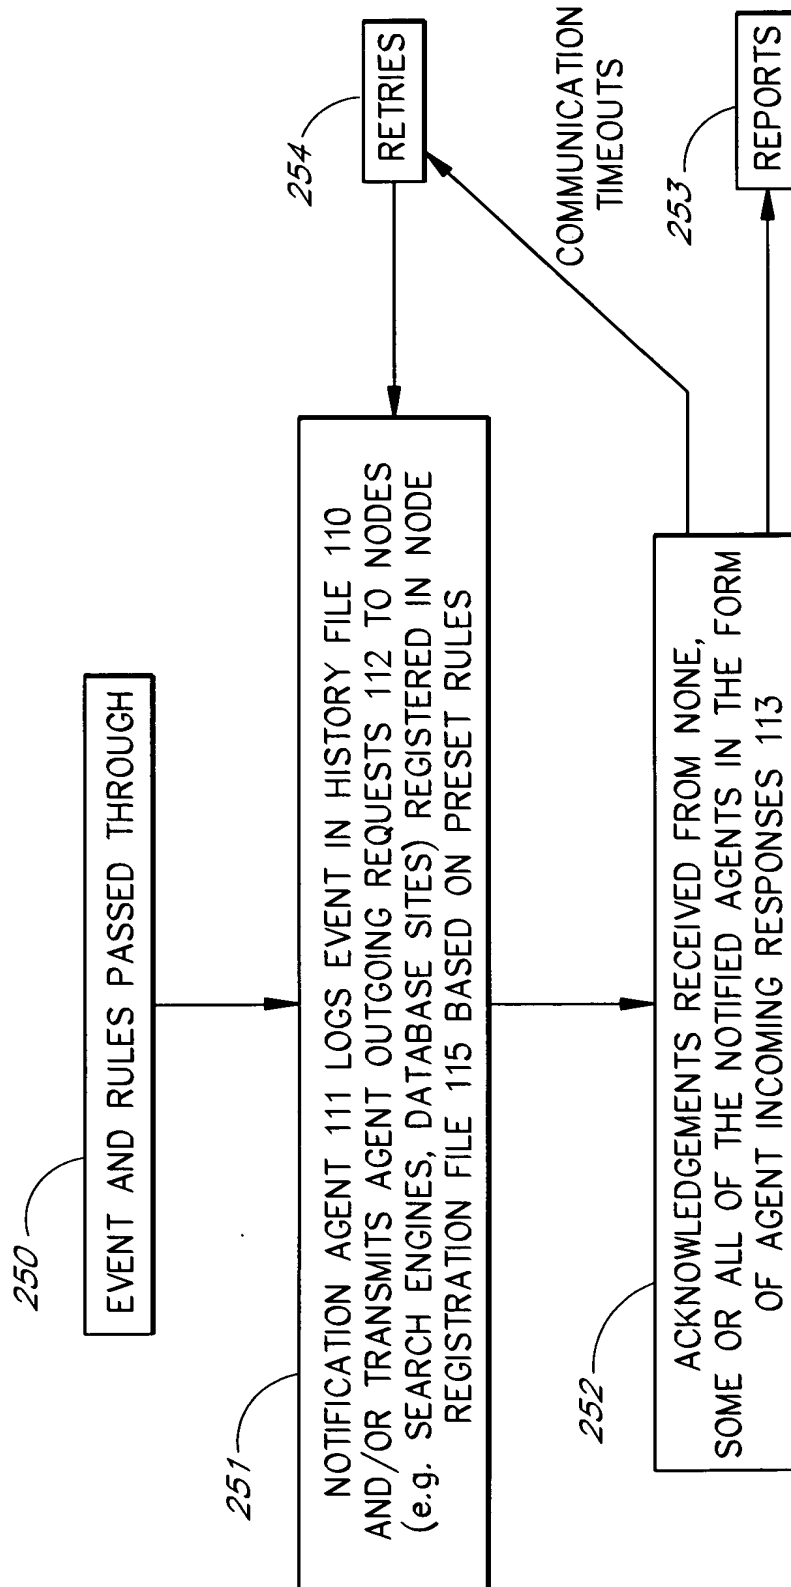 250
EVENT AND RULES PASSED THROUGH
251
NOTIFICATION AGENT 111 LOGS EVENT IN HISTORY FILE 110
AND/OR TRANSMITS AGENT OUTGOING REQUESTS 112 TO NODES
(e.g. SEARCH ENGINES, DATABASE SITES) REGISTERED IN NODE
REGISTRATION FILE 115 BASED ON PRESET RULES
254
RETRIES
COMMUNICATION
TIMEOUTS
252
ACKNOWLEDGEMENTS RECEIVED FROM NONE,
SOME OR ALL OF THE NOTIFIED AGENTS IN THE FORM
OF AGENT INCOMING RESPONSES 113
253
REPORTS